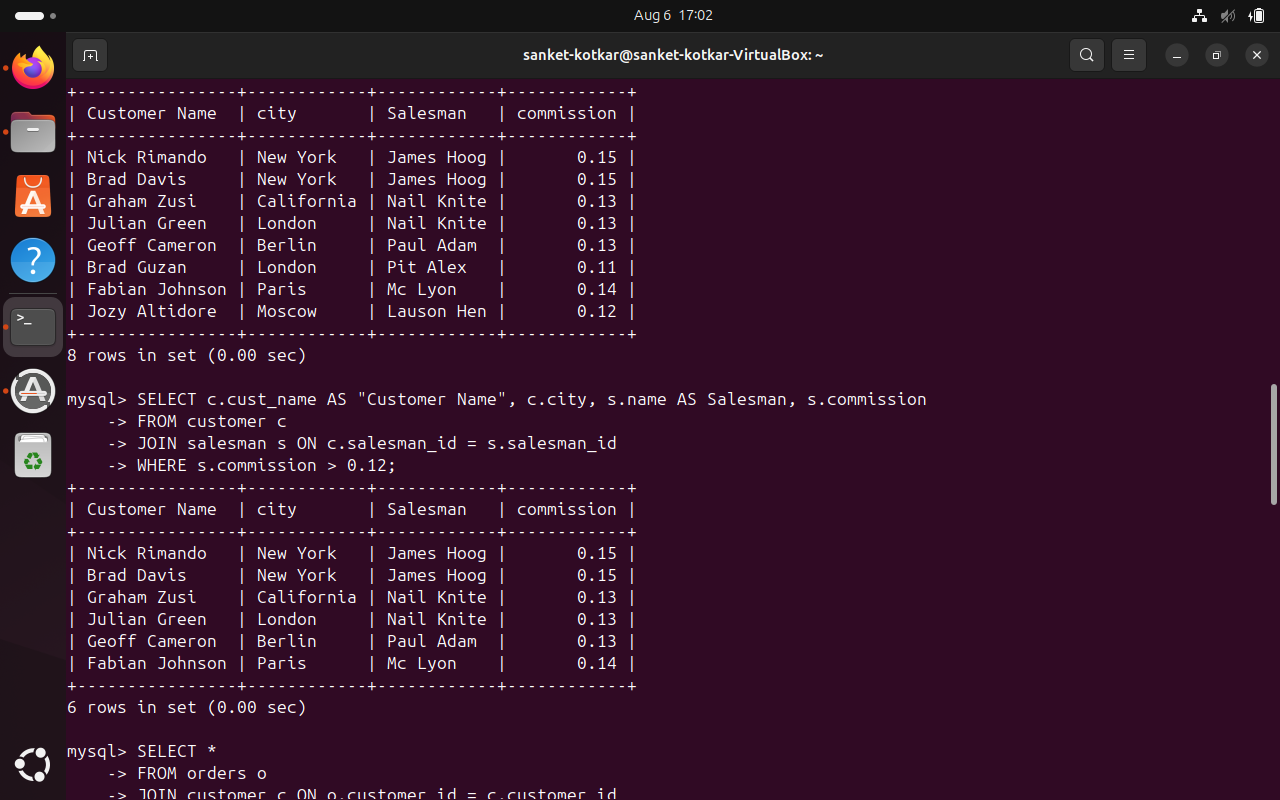 Aug 6 17:02
sanket-kotkar@sanket-kotkar-VirtualBox: ~
+----------------+------------+------------+------------+
| Customer Name  | city       | Salesman   | commission |
+----------------+------------+------------+------------+
| Nick Rimando   | New York   | James Hoog |       0.15 |
| Brad Davis     | New York   | James Hoog |       0.15 |
| Graham Zusi    | California | Nail Knite |       0.13 |
| Julian Green   | London     | Nail Knite |       0.13 |
| Geoff Cameron  | Berlin     | Paul Adam  |       0.13 |
| Brad Guzan     | London     | Pit Alex   |       0.11 |
| Fabian Johnson | Paris      | Mc Lyon    |       0.14 |
| Jozy Altidore  | Moscow     | Lauson Hen |       0.12 |
+----------------+------------+------------+------------+
8 rows in set (0.00 sec)
mysql> SELECT c.cust_name AS "Customer Name", c.city, s.name AS Salesman, s.commission
    -> FROM customer c
    -> JOIN salesman s ON c.salesman_id = s.salesman_id
    -> WHERE s.commission > 0.12;
+----------------+------------+------------+------------+
| Customer Name  | city       | Salesman   | commission |
+----------------+------------+------------+------------+
| Nick Rimando   | New York   | James Hoog |       0.15 |
| Brad Davis     | New York   | James Hoog |       0.15 |
| Graham Zusi    | California | Nail Knite |       0.13 |
| Julian Green   | London     | Nail Knite |       0.13 |
| Geoff Cameron  | Berlin     | Paul Adam  |       0.13 |
| Fabian Johnson | Paris      | Mc Lyon    |       0.14 |
+----------------+------------+------------+------------+
6 rows in set (0.00 sec)
mysql> SELECT *
    -> FROM orders o
    -> JOIN customer c ON o.customer_id = c.customer_id